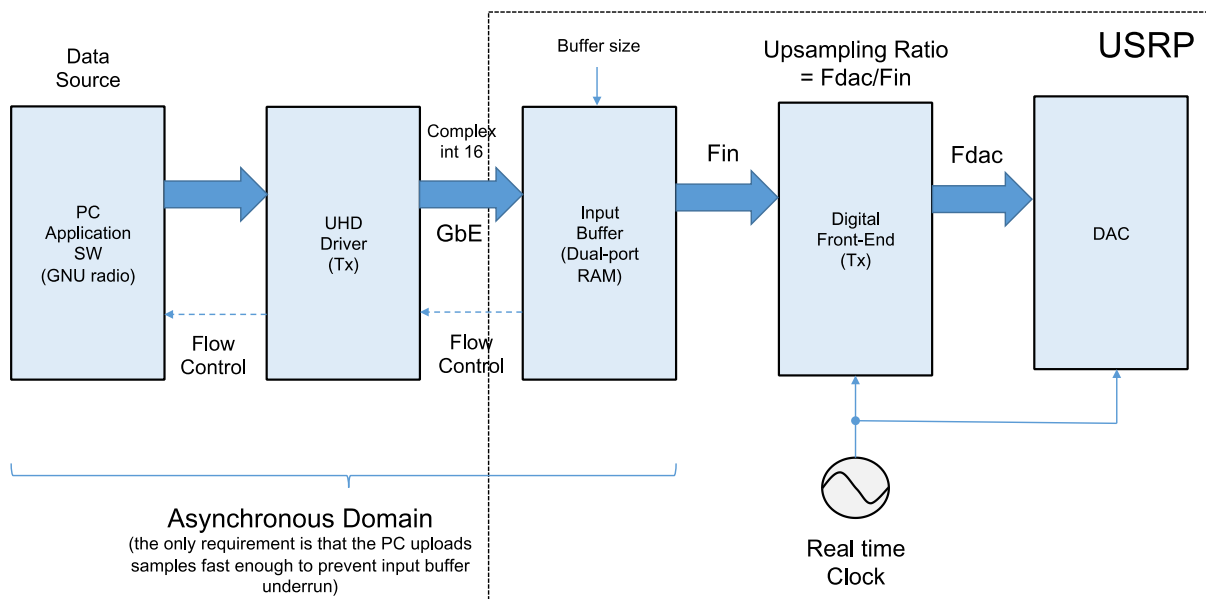 USRP
Data
Source
Buffer size
Upsampling Ratio
= Fdac/Fin
Complex
int 16
GbE
Fin
Fdac
PC
Application
SW
(GNU radio)
UHD
Driver
(Tx)
Input
Buffer
(Dual-port
RAM)
Digital
Front-End
(Tx)
DAC
Flow
Control
Flow
Control
Asynchronous Domain
(the only requirement is that the PC uploads
samples fast enough to prevent input buffer
underrun)
Real time
Clock